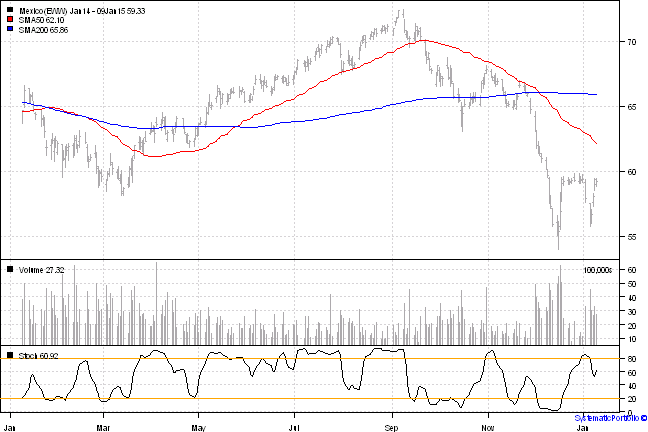 Mexico(EWW) Jan14 - 09Jan15 59.33
SMA50 62.10
SMA200 65.86
70
65
60
55
Volume 27.32
100,000s
60
50
40
30
20
10
Stoch 60.92
80
60
40
20
0
Jan Mar May Jul Sep Nov Jan
SystematicPortfolio ©